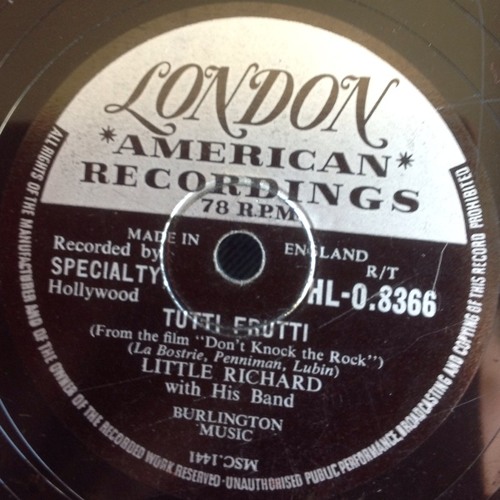 LONDON
*AMERICAN*
RECORDINGS
78 R.P.M
MADE IN ENGLAND
Recorded by R/T
SPECIALTY HL-O.8366
Hollywood
TUTTI FRUTTI
(From the film "Don't Knock the Rock")
(La Bostrie, Penniman, Lubin)
LITTLE RICHARD
with His Band
BURLINGTON
MUSIC
MSC.1441
ALL RIGHTS OF THE MANUFACTURER AND OF THE OWNER OF THE RECORDED WORK RESERVED-UNAUTHORISED PUBLIC PERFORMANCE BROADCASTING AND COPYING OF THIS RECORD PROHIBITED